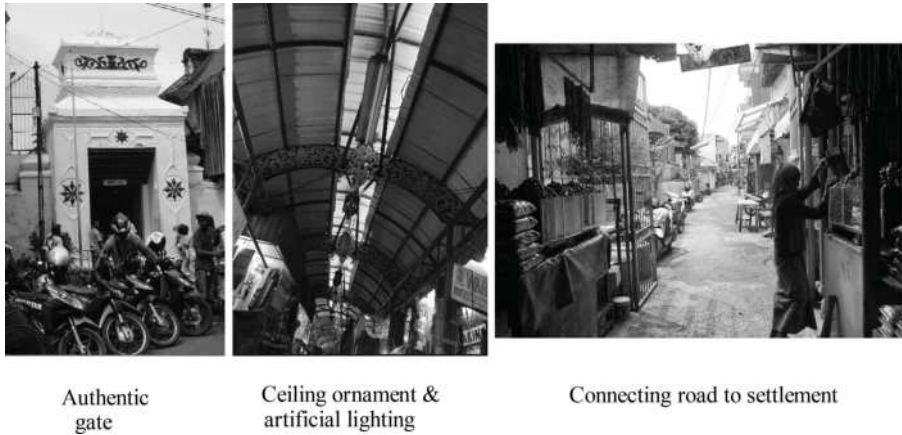 Authentic
gate
Ceiling ornament &
artificial lighting
Connecting road to settlement